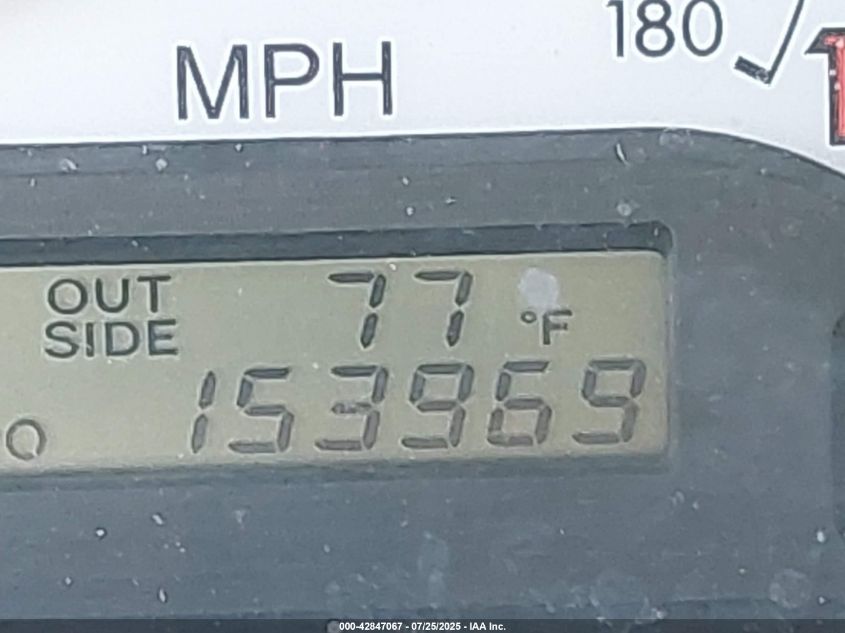 MPH
180
OUT SIDE 77 °F
O 153969
000-42847067 - 07/25/2025 - IAA Inc.